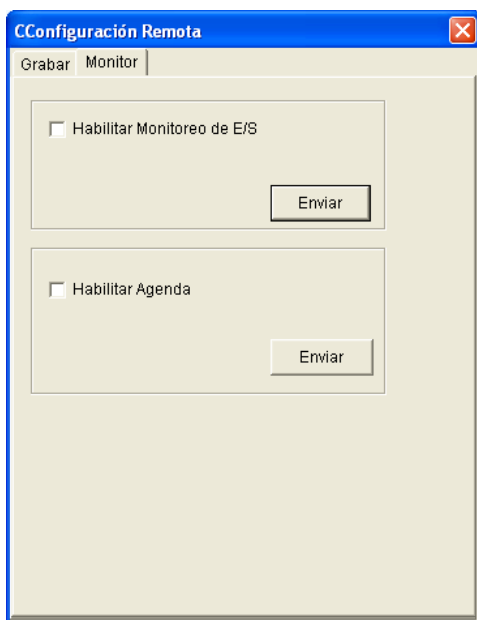 CConfiguración Remota
Grabar Monitor
Habilitar Monitoreo de E/S
Enviar
Habilitar Agenda
Enviar